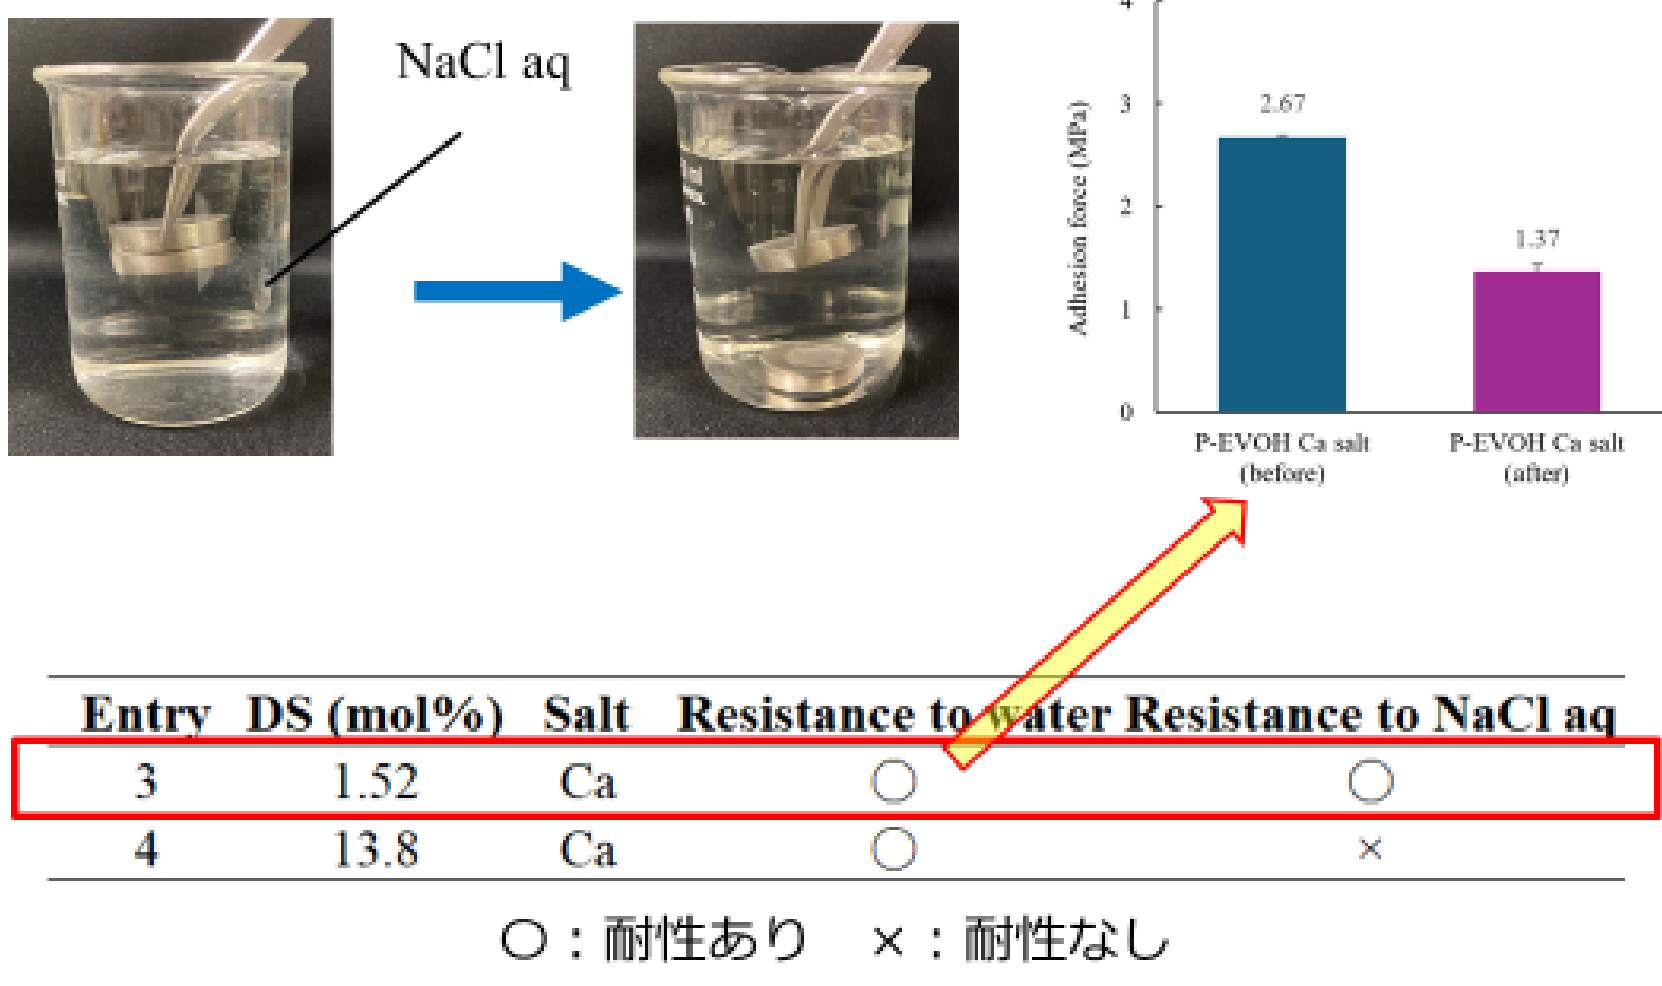 NaCl aq
4
3
2
1
0
Adhesion force (MPa)
2.67
1.37
P-EVOH Ca salt
(before)
P-EVOH Ca salt
(after)
Entry DS (mol%) Salt Resistance to water Resistance to NaCl aq
3 1.52 Ca ○ ○
4 13.8 Ca ○ ×
○：耐性あり　×：耐性なし